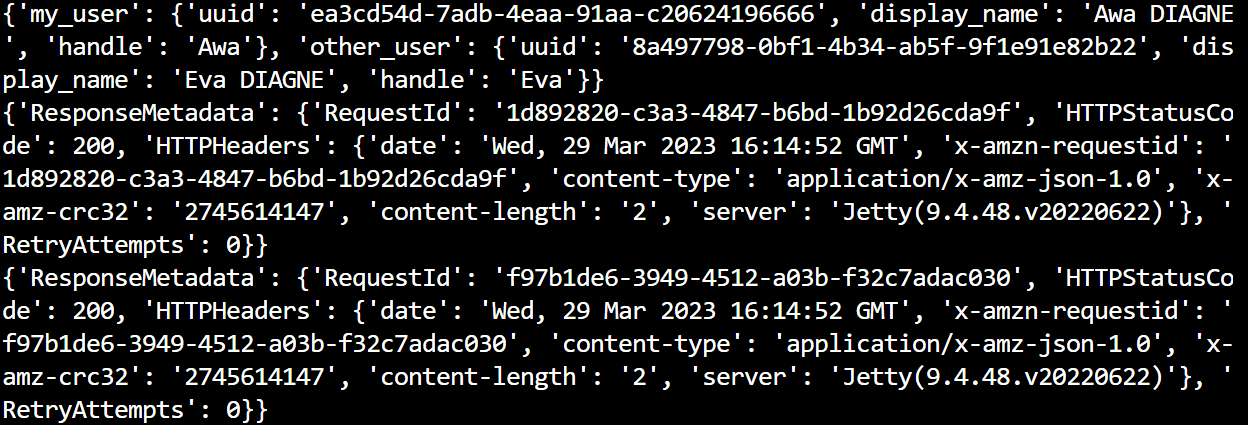 {'my_user': {'uuid': 'ea3cd54d-7adb-4eaa-91aa-c20624196666', 'display_name': 'Awa DIAGNE
', 'handle': 'Awa'}, 'other_user': {'uuid': '8a497798-0bf1-4b34-ab5f-9f1e91e82b22', 'dis
play_name': 'Eva DIAGNE', 'handle': 'Eva'}}
{'ResponseMetadata': {'RequestId': '1d892820-c3a3-4847-b6bd-1b92d26cda9f', 'HTTPStatusCo
de': 200, 'HTTPHeaders': {'date': 'Wed, 29 Mar 2023 16:14:52 GMT', 'x-amzn-requestid': '
1d892820-c3a3-4847-b6bd-1b92d26cda9f', 'content-type': 'application/x-amz-json-1.0', 'x-
amz-crc32': '2745614147', 'content-length': '2', 'server': 'Jetty(9.4.48.v20220622)'}, '
RetryAttempts': 0}}
{'ResponseMetadata': {'RequestId': 'f97b1de6-3949-4512-a03b-f32c7adac030', 'HTTPStatusCo
de': 200, 'HTTPHeaders': {'date': 'Wed, 29 Mar 2023 16:14:52 GMT', 'x-amzn-requestid': '
f97b1de6-3949-4512-a03b-f32c7adac030', 'content-type': 'application/x-amz-json-1.0', 'x-
amz-crc32': '2745614147', 'content-length': '2', 'server': 'Jetty(9.4.48.v20220622)'}, '
RetryAttempts': 0}}